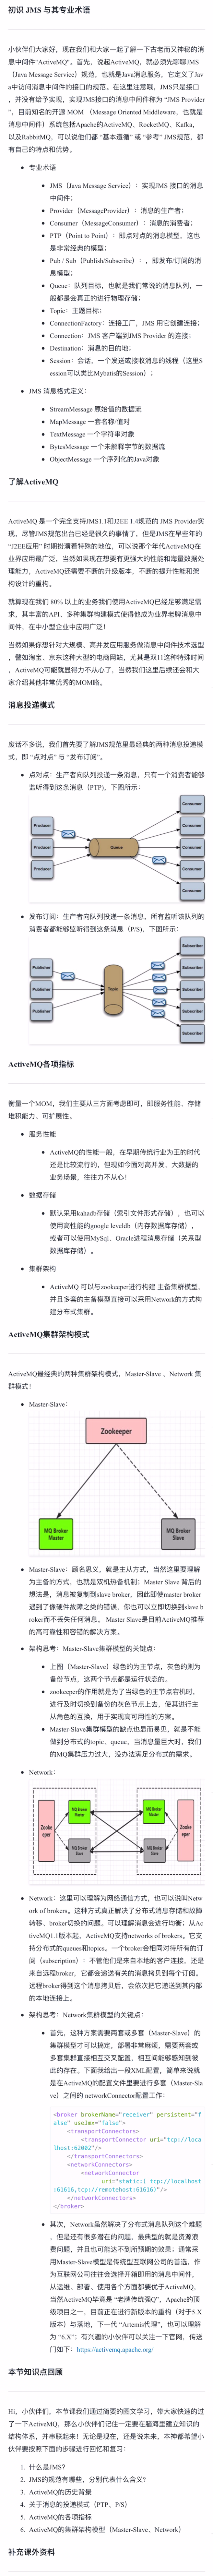 初识 JMS 与其专业术语
小伙伴们大家好，现在我们和大家一起了解一下古老而又神秘的消
息中间件“ActiveMQ”。首先，说起ActiveMQ，就必须先聊聊JMS
（Java Message Service）规范，也就是Java消息服务，它定义了Jav
a中访问消息中间件的接口的规范。在这里注意哦，JMS只是接口
，并没有给予实现，实现JMS接口的消息中间件称为 “JMS Provider
”，目前知名的开源 MOM （Message Oriented Middleware，也就是
消息中间件）系统包括Apache的ActiveMQ、RocketMQ、Kafka，
以及RabbitMQ，可以说他们都 “基本遵循” 或 “参考” JMS规范，都
有自己的特点和优势。
专业术语
JMS（Java Message Service）：实现JMS 接口的消息
中间件；
Provider（MessageProvider）：消息的生产者；
Consumer（MessageConsumer）：消息的消费者；
PTP（Point to Point）：即点对点的消息模型，这也
是非常经典的模型；
Pub / Sub（Publish/Subscribe）：，即发布/订阅的消
息模型；
Queue：队列目标，也就是我们常说的消息队列，一
般都是会真正的进行物理存储；
Topic：主题目标；
ConnectionFactory：连接工厂，JMS 用它创建连接；
Connection：JMS 客户端到JMS Provider 的连接；
Destination：消息的目的地；
Session：会话，一个发送或接收消息的线程（这里S
ession可以类比Mybatis的Session）；
JMS 消息格式定义：
StreamMessage 原始值的数据流
MapMessage 一套名称/值对
TextMessage 一个字符串对象
BytesMessage 一个未解释字节的数据流
ObjectMessage 一个序列化的Java对象
了解ActiveMQ
ActiveMQ 是一个完全支持JMS1.1和J2EE 1.4规范的 JMS Provider实
现，尽管JMS规范出台已经是很久的事情了，但是JMS在早些年的
“J2EE应用” 时期扮演着特殊的地位，可以说那个年代ActiveMQ在
业界应用最广泛，当然如果现在想要有更强大的性能和海量数据处
理能力，ActiveMQ还需要不断的升级版本，不断的提升性能和架
构设计的重构。
就算现在我们 80% 以上的业务我们使用ActiveMQ已经足够满足需
求，其丰富的API、多种集群构建模式使得他成为业界老牌消息中
间件，在中小型企业中应用广泛！
当然如果你想针对大规模、高并发应用服务做消息中间件技术选型
，譬如淘宝、京东这种大型的电商网站，尤其是双11这种特殊时间
，ActiveMQ可能就显得力不从心了，当然我们这里后续还会和大
家介绍其他非常优秀的MOM咯。
消息投递模式
废话不多说，我们首先要了解JMS规范里最经典的两种消息投递模
式，即 “点对点” 与 “发布订阅”。
点对点：生产者向队列投递一条消息，只有一个消费者能够
监听得到这条消息（PTP），下图所示：
Producer
Producer
Producer
Queue
Consumer
Consumer
Consumer
Consumer
Consumer
发布订阅：生产者向队列投递一条消息，所有监听该队列的
消费者都能够监听得到这条消息（P/S)，下图所示：
Publisher
Publisher
Publisher
Topic
Subscriber
Subscriber
Subscriber
Subscriber
Subscriber
ActiveMQ各项指标
衡量一个MOM，我们主要从三方面考虑即可，即服务性能、存储
堆积能力、可扩展性。
服务性能
ActiveMQ的性能一般，在早期传统行业为王的时代
还是比较流行的，但现如今面对高并发、大数据的
业务场景，往往力不从心！
数据存储
默认采用kahadb存储（索引文件形式存储），也可以
使用高性能的google leveldb（内存数据库存储），
或者可以使用MySql、Oracle进程消息存储（关系型
数据库存储）。
集群架构
ActiveMQ 可以与zookeeper进行构建 主备集群模型，
并且多套的主备模型直接可以采用Network的方式构
建分布式集群。
ActiveMQ集群架构模式
ActiveMQ最经典的两种集群架构模式，Master-Slave 、Network 集
群模式！
Master-Slave：
Zookeeper
MQ Broker
Master
MQ Broker
Slave
Master-Slave：顾名思义，就是主从方式，当然这里要理解
为主备的方式，也就是双机热备机制；Master Slave 背后的
想法是，消息被复制到slave broker，因此即使master broker
遇到了像硬件故障之类的错误，你也可以立即切换到slave b
roker而不丢失任何消息。 Master Slave是目前ActiveMQ推荐
的高可靠性和容错的解决方案。
架构思考：Master-Slave集群模型的关键点：
上图（Master-Slave）绿色的为主节点，灰色的则为
备份节点，这两个节点都是运行状态的。
zookeeper的作用就是为了当绿色的主节点宕机时，
进行及时切换到备份的灰色节点上去，使其进行主
从角色的互换，用于实现高可用性的方案。
Master-Slave集群模型的缺点也显而易见，就是不能
做到分布式的topic、queue，当消息量巨大时，我们
的MQ集群压力过大，没办法满足分布式的需求。
Network：
Zooke
eper
MQ Broker
Master
MQ Broker
Slave
MQ Broker
Master
MQ Broker
Slave
Zooke
eper
Network：这里可以理解为网络通信方式，也可以说叫Netw
ork of brokers。这种方式真正解决了分布式消息存储和故障
转移、broker切换的问题。可以理解消息会进行均衡；从Ac
tiveMQ1.1版本起，ActiveMQ支持networks of brokers。它支
持分布式的queues和topics。一个broker会相同对待所有的订
阅（subscription）：不管他们是来自本地的客户连接，还是
来自远程broker，它都会递送有关的消息拷贝到每个订阅。
远程broker得到这个消息拷贝后，会依次把它递送到其内部
的本地连接上。
架构思考：Network集群模型的关键点：
首先，这种方案需要两套或多套（Master-Slave）的
集群模型才可以搞定，部署非常麻烦，需要两套或
多套集群直接相互交叉配置，相互间能够感知到彼
此的存在。下面我给出一段XML配置，简单来说就
是在ActiveMQ的配置文件里要进行多套（Master-Sla
ve）之间的 networkConnector配置工作：
<broker brokerName="receiver" persistent="f
alse" useJmx="false">
<transportConnectors>
<transportConnector uri="tcp://loca
lhost:62002"/>
</transportConnectors>
<networkConnectors>
<networkConnector
uri="static:( tcp://localhost
:61616,tcp://remotehost:61616)"/>
</networkConnectors>
</broker>
其次，Network虽然解决了分布式消息队列这个难题
，但是还有很多潜在的问题，最典型的就是资源浪
费问题，并且也可能达不到所预期的效果；通常采
用Master-Slave模型是传统型互联网公司的首选，作
为互联网公司往往会选择开箱即用的消息中间件，
从运维、部署、使用各个方面都要优于ActiveMQ，
当然ActiveMQ毕竟是 “老牌传统强Q”，Apache的顶
级项目之一，目前正在进行新版本的重构（对于5.X
版本）与落地，下一代 “Artemis代理”，也可以理解
为 “6.X”；有兴趣的小伙伴可以关注一下官网，传送
门如下：https://activemq.apache.org/
本节知识点回顾
Hi，小伙伴们，本节课我们通过简要的图文学习，带大家快速的过
了一下ActiveMQ，那么小伙伴们记住一定要在脑海里建立知识的
结构体系，并串联起来！无论是现在，还是说未来，本神都希望小
伙伴要按照下面的步骤进行回忆和复习：
1. 什么是JMS?
2. JMS的规范有哪些，分别代表什么含义?
3. ActiveMQ的历史背景
4. 关于消息的投递模式（PTP、P/S）
5. ActiveMQ的各项指标
6. ActiveMQ的集群架构模型（Master-Slave、Network）
补充课外资料